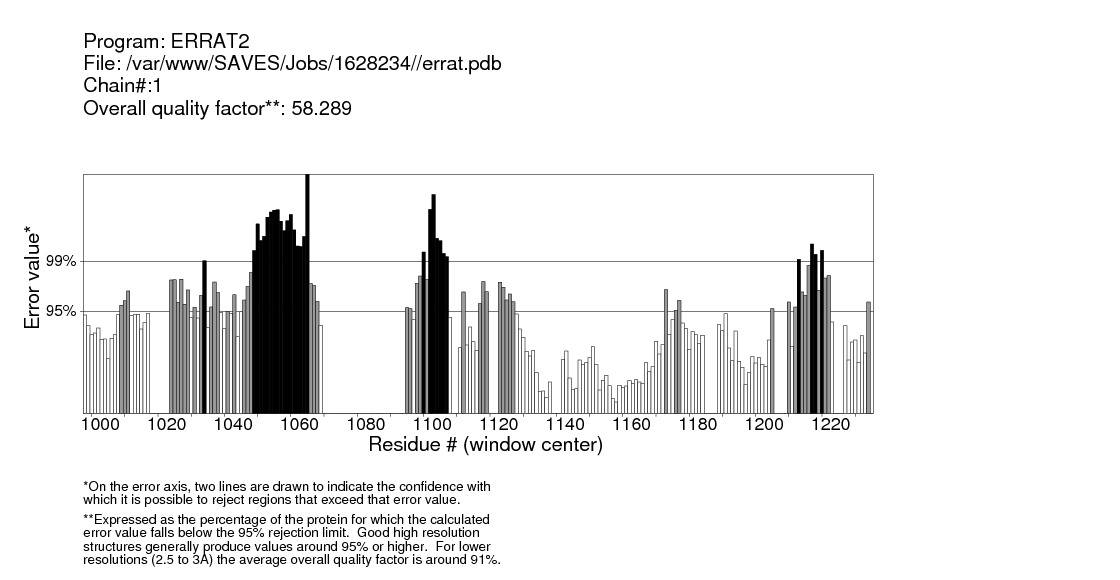 Program: ERRAT2
File: /var/www/SAVES/Jobs/1628234//errat.pdb
Chain#:1
Overall quality factor**: 58.289
Error value*
99%
95%
1000 1020 1040 1060 1080 1100 1120 1140 1160 1180 1200 1220
Residue # (window center)
*On the error axis, two lines are drawn to indicate the confidence with
which it is possible to reject regions that exceed that error value.
**Expressed as the percentage of the protein for which the calculated
error value falls below the 95% rejection limit.  Good high resolution
structures generally produce values around 95% or higher.  For lower
resolutions (2.5 to 3A) the average overall quality factor is around 91%.